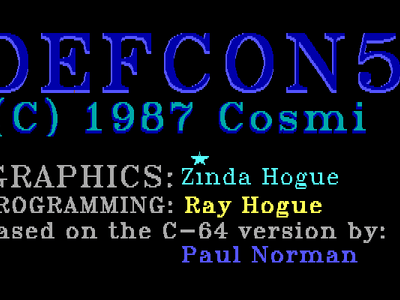 DEFCON5
(C) 1987 Cosmi
GRAPHICS: Zinda Hogue
ROGRAMMING: Ray Hogue
ased on the C-64 version by:
Paul Norman